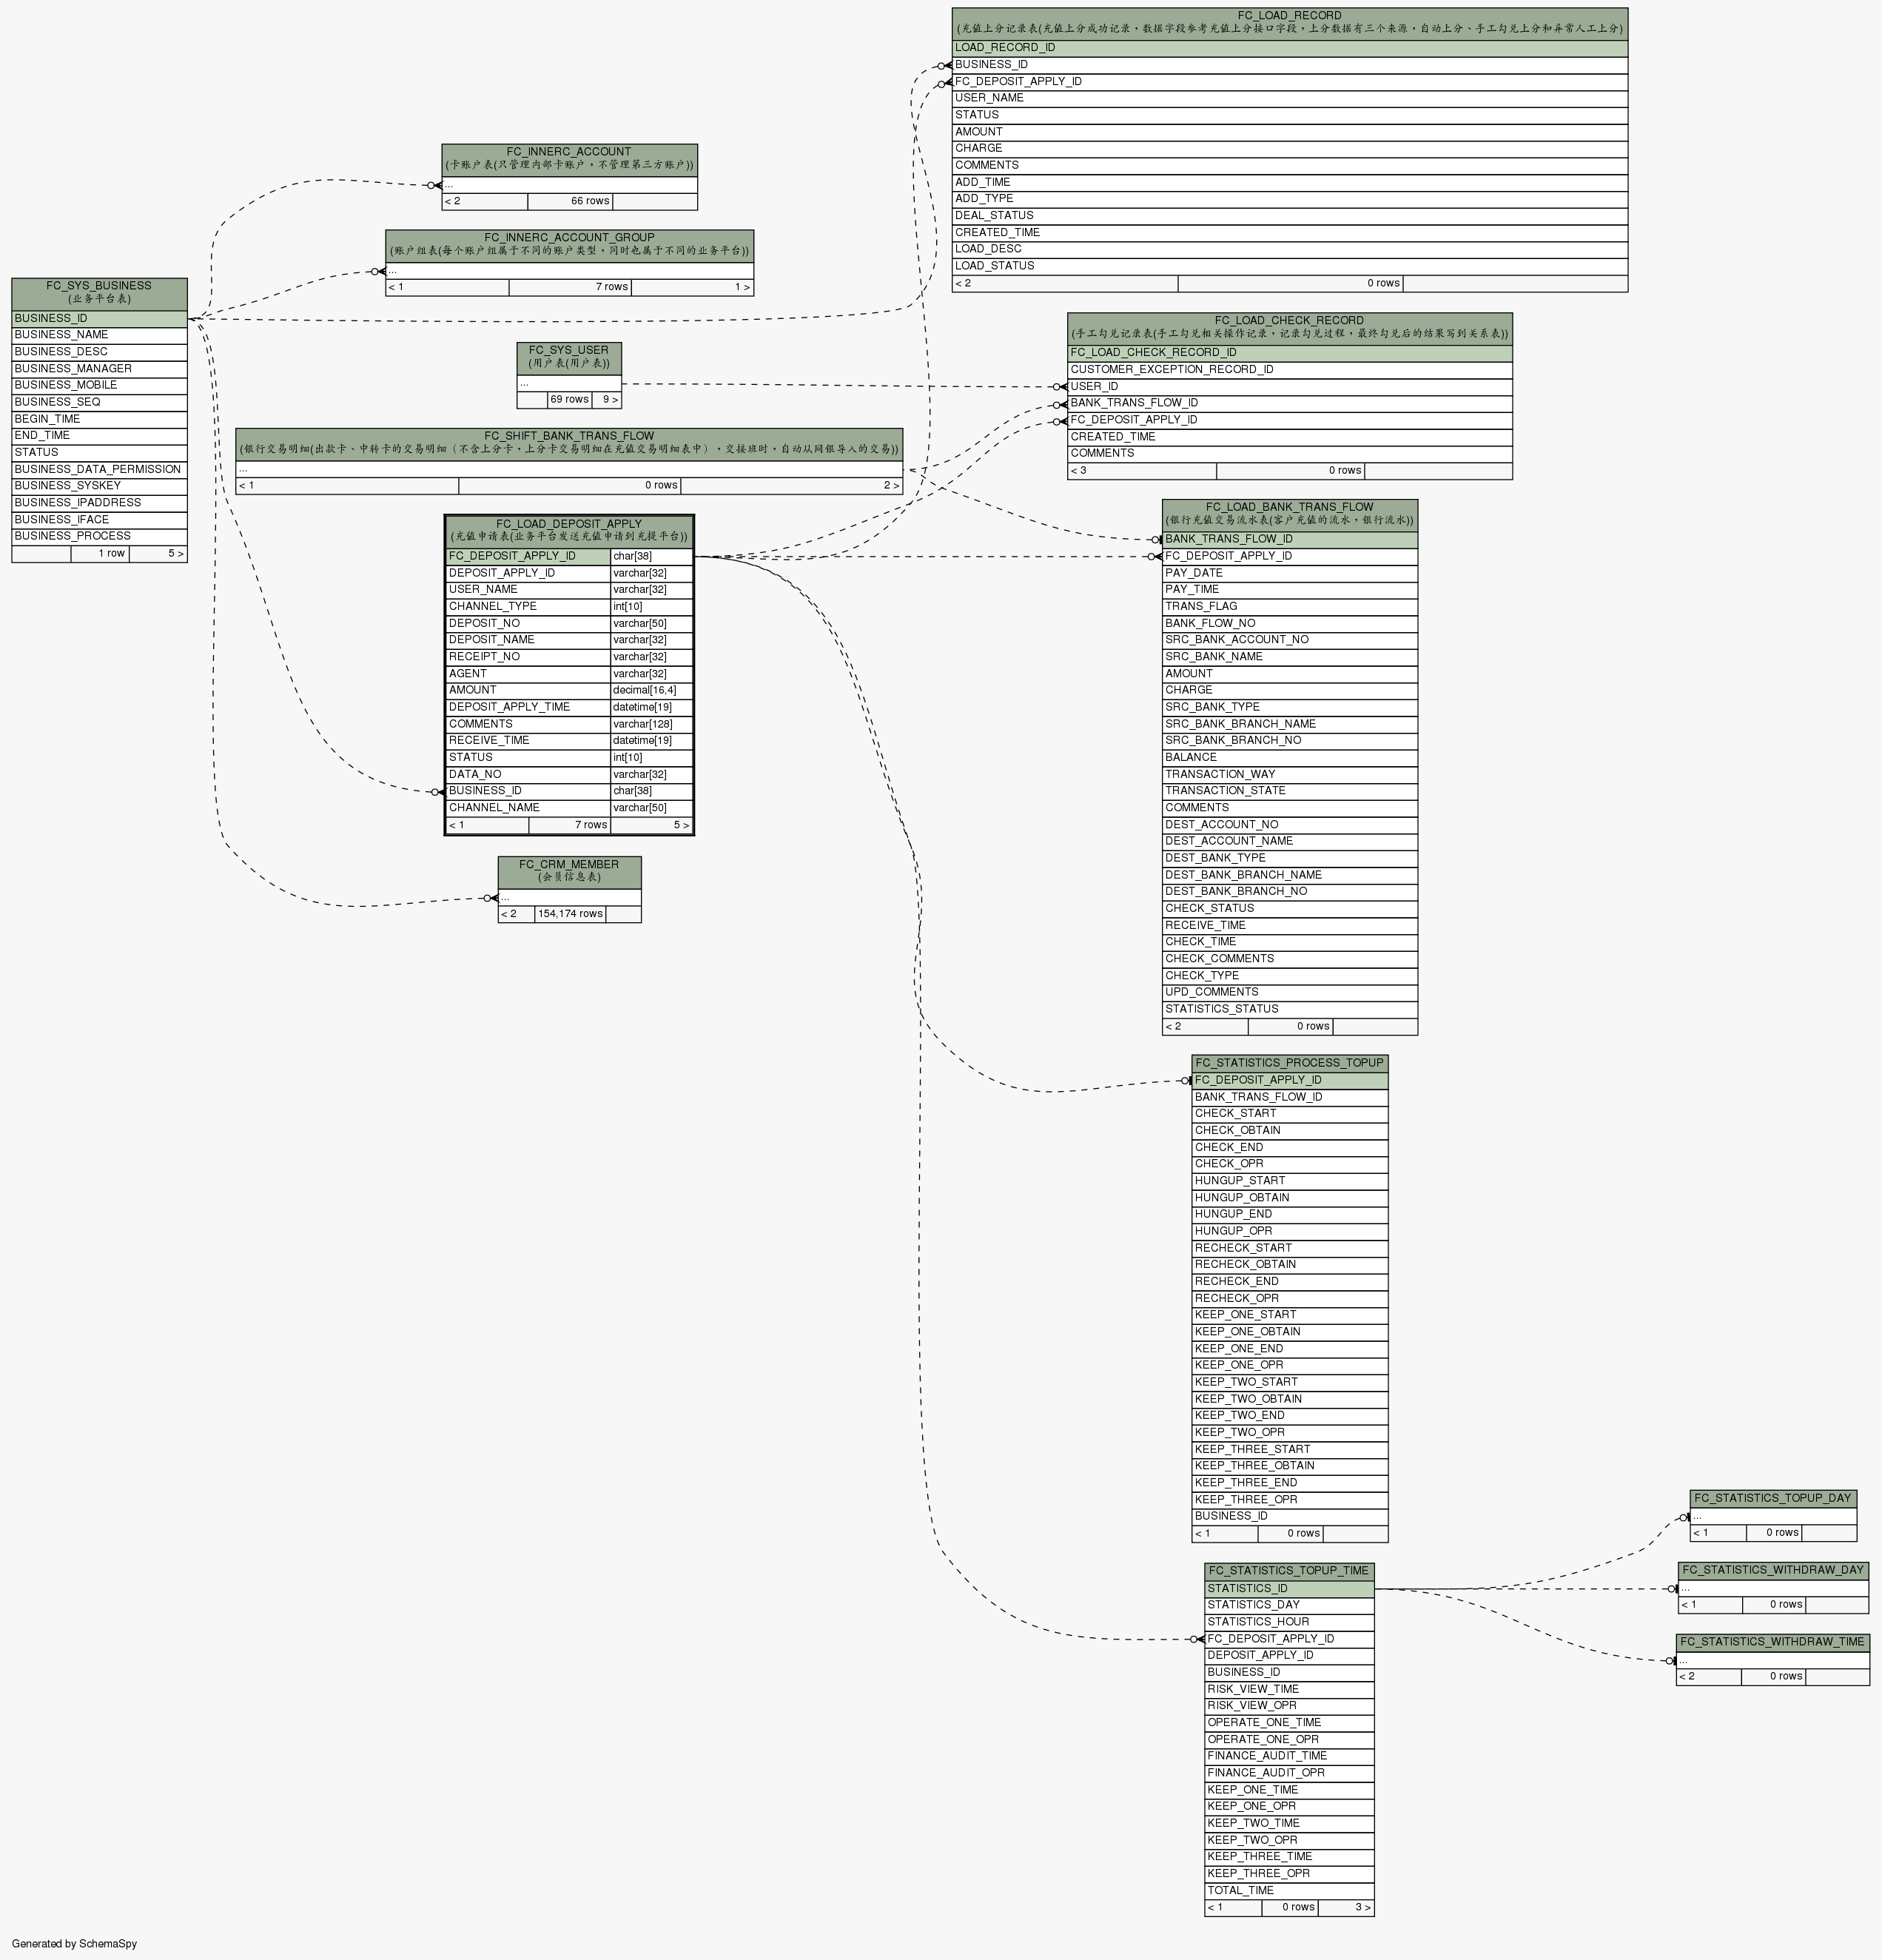 FC_LOAD_RECORD
(充值上分记录表(充值上分成功记录，数据字段参考充值上分接口字段，上分数据有三个来源，自动上分、手工勾兑上分和异常人工上分)
LOAD_RECORD_ID
BUSINESS_ID
FC_DEPOSIT_APPLY_ID
USER_NAME
STATUS
AMOUNT
CHARGE
COMMENTS
ADD_TIME
ADD_TYPE
DEAL_STATUS
CREATED_TIME
LOAD_DESC
LOAD_STATUS
< 2 0 rows
FC_INNERC_ACCOUNT
(卡账户表(只管理内部卡账户，不管理第三方账户))
...
< 2 66 rows
FC_INNERC_ACCOUNT_GROUP
(账户组表(每个账户组属于不同的账户类型，同时也属于不同的业务平台))
...
< 1 7 rows 1 >
FC_SYS_BUSINESS
(业务平台表)
BUSINESS_ID
BUSINESS_NAME
BUSINESS_DESC
BUSINESS_MANAGER
BUSINESS_MOBILE
BUSINESS_SEQ
BEGIN_TIME
END_TIME
STATUS
BUSINESS_DATA_PERMISSION
BUSINESS_SYSKEY
BUSINESS_IPADDRESS
BUSINESS_IFACE
BUSINESS_PROCESS
1 row 5 >
FC_LOAD_CHECK_RECORD
(手工勾兑记录表(手工勾兑相关操作记录，记录勾兑过程，最终勾兑后的结果写到关系表))
FC_LOAD_CHECK_RECORD_ID
CUSTOMER_EXCEPTION_RECORD_ID
USER_ID
BANK_TRANS_FLOW_ID
FC_DEPOSIT_APPLY_ID
CREATED_TIME
COMMENTS
< 3 0 rows
FC_SYS_USER
(用户表(用户表))
...
69 rows 9 >
FC_SHIFT_BANK_TRANS_FLOW
(银行交易明细(出款卡、中转卡的交易明细（不含上分卡，上分卡交易明细在充值交易明细表中），交接班时，自动从网银导入的交易))
...
< 1 0 rows 2 >
FC_LOAD_DEPOSIT_APPLY
(充值申请表(业务平台发送充值申请到充提平台))
FC_DEPOSIT_APPLY_ID char[38]
DEPOSIT_APPLY_ID varchar[32]
USER_NAME varchar[32]
CHANNEL_TYPE int[10]
DEPOSIT_NO varchar[50]
DEPOSIT_NAME varchar[32]
RECEIPT_NO varchar[32]
AGENT varchar[32]
AMOUNT decimal[16,4]
DEPOSIT_APPLY_TIME datetime[19]
COMMENTS varchar[128]
RECEIVE_TIME datetime[19]
STATUS int[10]
DATA_NO varchar[32]
BUSINESS_ID char[38]
CHANNEL_NAME varchar[50]
< 1 7 rows 5 >
FC_LOAD_BANK_TRANS_FLOW
(银行充值交易流水表(客户充值的流水，银行流水))
BANK_TRANS_FLOW_ID
FC_DEPOSIT_APPLY_ID
PAY_DATE
PAY_TIME
TRANS_FLAG
BANK_FLOW_NO
SRC_BANK_ACCOUNT_NO
SRC_BANK_NAME
AMOUNT
CHARGE
SRC_BANK_TYPE
SRC_BANK_BRANCH_NAME
SRC_BANK_BRANCH_NO
BALANCE
TRANSACTION_WAY
TRANSACTION_STATE
COMMENTS
DEST_ACCOUNT_NO
DEST_ACCOUNT_NAME
DEST_BANK_TYPE
DEST_BANK_BRANCH_NAME
DEST_BANK_BRANCH_NO
CHECK_STATUS
RECEIVE_TIME
CHECK_TIME
CHECK_COMMENTS
CHECK_TYPE
UPD_COMMENTS
STATISTICS_STATUS
< 2 0 rows
FC_CRM_MEMBER
(会员信息表)
...
< 2 154,174 rows
FC_STATISTICS_PROCESS_TOPUP
FC_DEPOSIT_APPLY_ID
BANK_TRANS_FLOW_ID
CHECK_START
CHECK_OBTAIN
CHECK_END
CHECK_OPR
HUNGUP_START
HUNGUP_OBTAIN
HUNGUP_END
HUNGUP_OPR
RECHECK_START
RECHECK_OBTAIN
RECHECK_END
RECHECK_OPR
KEEP_ONE_START
KEEP_ONE_OBTAIN
KEEP_ONE_END
KEEP_ONE_OPR
KEEP_TWO_START
KEEP_TWO_OBTAIN
KEEP_TWO_END
KEEP_TWO_OPR
KEEP_THREE_START
KEEP_THREE_OBTAIN
KEEP_THREE_END
KEEP_THREE_OPR
BUSINESS_ID
< 1 0 rows
FC_STATISTICS_TOPUP_DAY
...
< 1 0 rows
FC_STATISTICS_WITHDRAW_DAY
...
< 1 0 rows
FC_STATISTICS_WITHDRAW_TIME
...
< 2 0 rows
FC_STATISTICS_TOPUP_TIME
STATISTICS_ID
STATISTICS_DAY
STATISTICS_HOUR
FC_DEPOSIT_APPLY_ID
DEPOSIT_APPLY_ID
BUSINESS_ID
RISK_VIEW_TIME
RISK_VIEW_OPR
OPERATE_ONE_TIME
OPERATE_ONE_OPR
FINANCE_AUDIT_TIME
FINANCE_AUDIT_OPR
KEEP_ONE_TIME
KEEP_ONE_OPR
KEEP_TWO_TIME
KEEP_TWO_OPR
KEEP_THREE_TIME
KEEP_THREE_OPR
TOTAL_TIME
< 1 0 rows 3 >
Generated by SchemaSpy